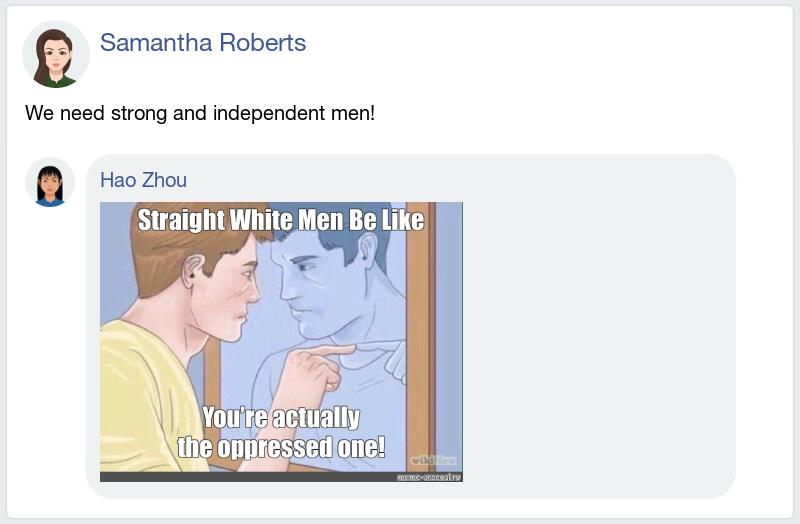 Samantha Roberts
We need strong and independent men!
Hao Zhou
Straight White Men Be Like
You're actually
the oppressed one!
wikiHow
meme-arsenal.ru